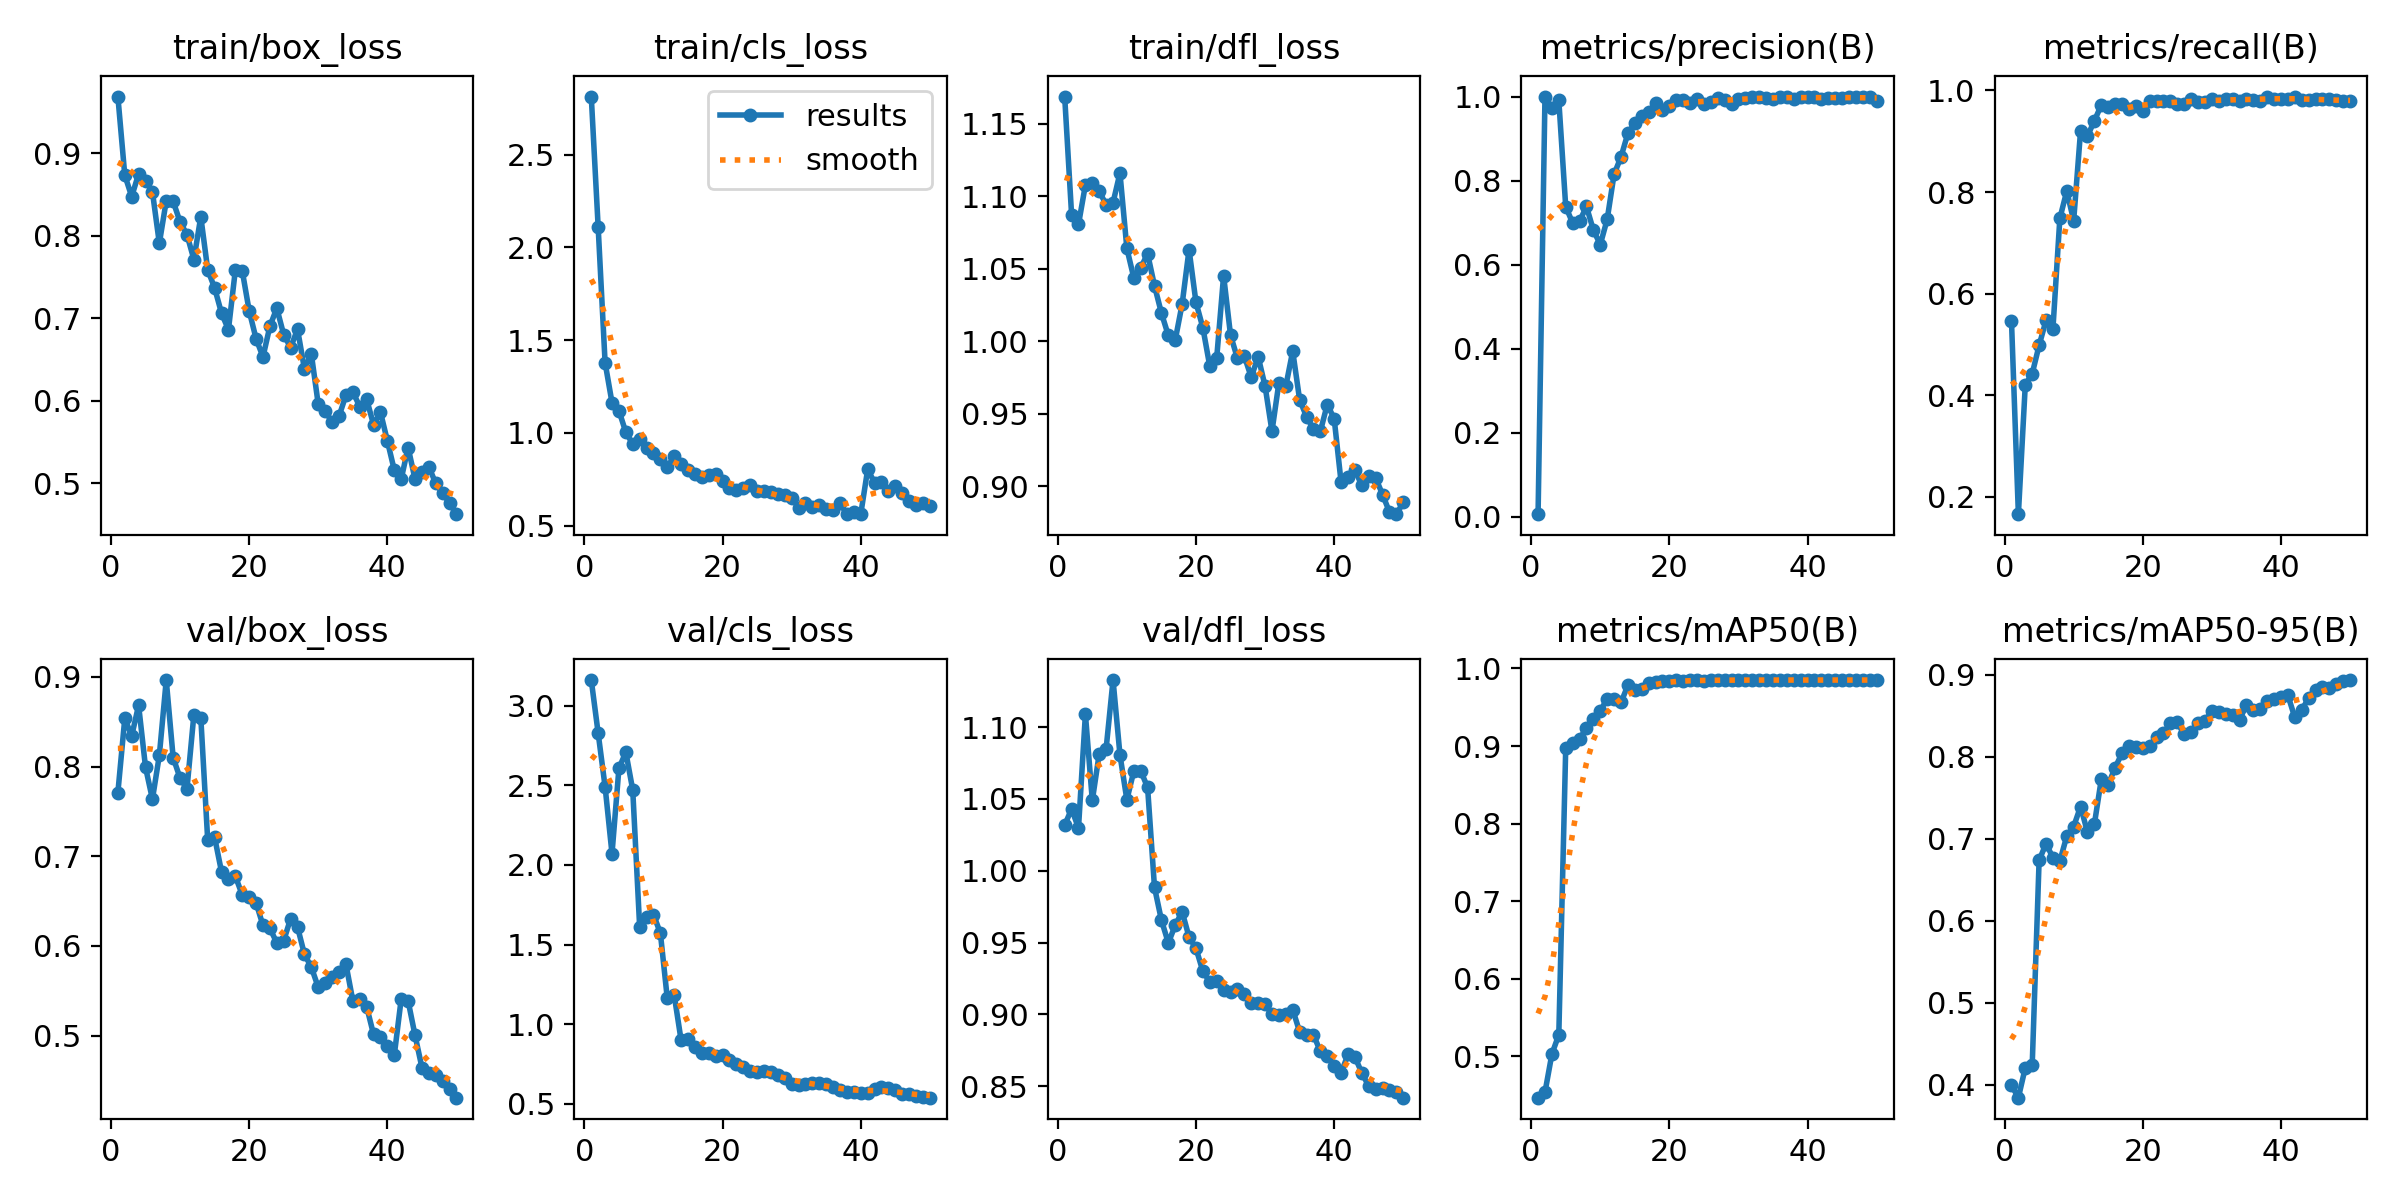 train/box_loss
0.9
0.8
0.7
0.6
0.5
0 20 40
train/cls_loss
results
smooth
2.5
2.0
1.5
1.0
0.5
0 20 40
train/dfl_loss
1.15
1.10
1.05
1.00
0.95
0.90
0 20 40
metrics/precision(B)
1.0
0.8
0.6
0.4
0.2
0.0
0 20 40
metrics/recall(B)
1.0
0.8
0.6
0.4
0.2
0 20 40
val/box_loss
0.9
0.8
0.7
0.6
0.5
0 20 40
val/cls_loss
3.0
2.5
2.0
1.5
1.0
0.5
0 20 40
val/dfl_loss
1.10
1.05
1.00
0.95
0.90
0.85
0 20 40
metrics/mAP50(B)
1.0
0.9
0.8
0.7
0.6
0.5
0 20 40
metrics/mAP50-95(B)
0.9
0.8
0.7
0.6
0.5
0.4
0 20 40